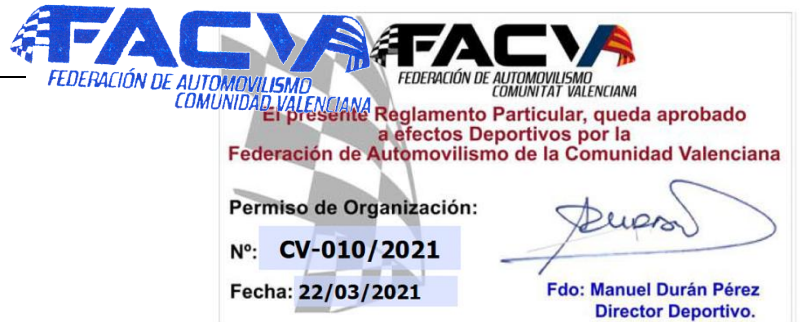 FACVA
FEDERACIÓN DE AUTOMOVILISMO
COMUNIDAD VALENCIANA
FACVA
FEDERACIÓN DE AUTOMOVILISMO
COMUNITAT VALENCIANA
El presente Reglamento Particular, queda aprobado
a efectos Deportivos por la
Federación de Automovilismo de la Comunidad Valenciana
Permiso de Organización:
Nº: CV-010/2021
Fecha: 22/03/2021
Fdo: Manuel Durán Pérez
Director Deportivo.